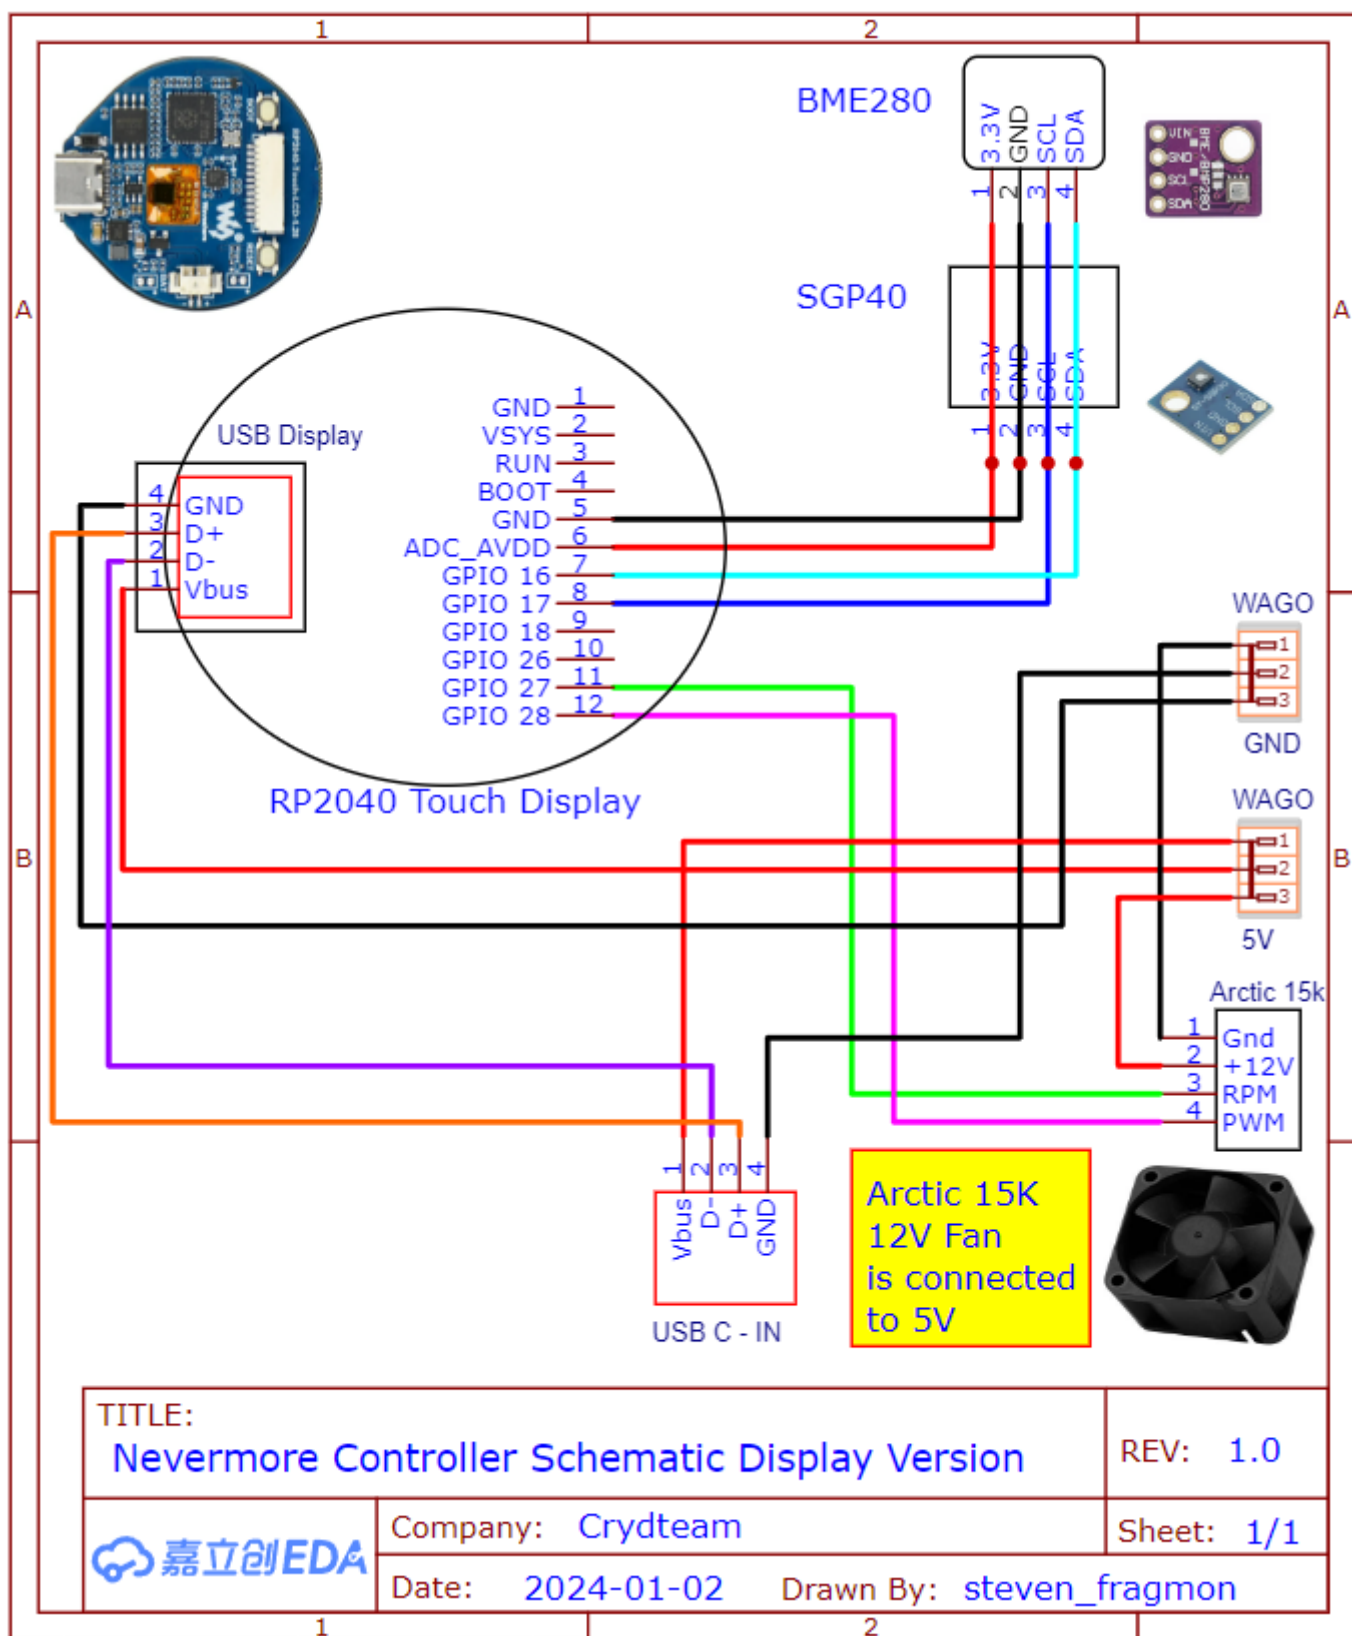 1
2
BME280
3.3V
GND
SCL
SDA
1
2
3
4
VIN
GND
SCL
SDA
BME/BMP280
A
A
SGP40
3.3V
GND
SCL
SDA
1
2
3
4
USB Display
4 GND
3 D+
2 D-
1 Vbus
GND 1
VSYS 2
RUN 3
BOOT 4
GND 5
ADC_AVDD 6
GPIO 16 7
GPIO 17 8
GPIO 18 9
GPIO 26 10
GPIO 27 11
GPIO 28 12
RP2040 Touch Display
WAGO
1
2
3
GND
WAGO
1
2
3
5V
B
B
Arctic 15k
1 Gnd
2 +12V
3 RPM
4 PWM
1
2
3
4
Vbus
D-
D+
GND
USB C - IN
Arctic 15K
12V Fan
is connected
to 5V
TITLE:
Nevermore Controller Schematic Display Version
REV: 1.0
嘉立创EDA
Company: Crydteam
Sheet: 1/1
Date: 2024-01-02 Drawn By: steven_fragmon
1
2